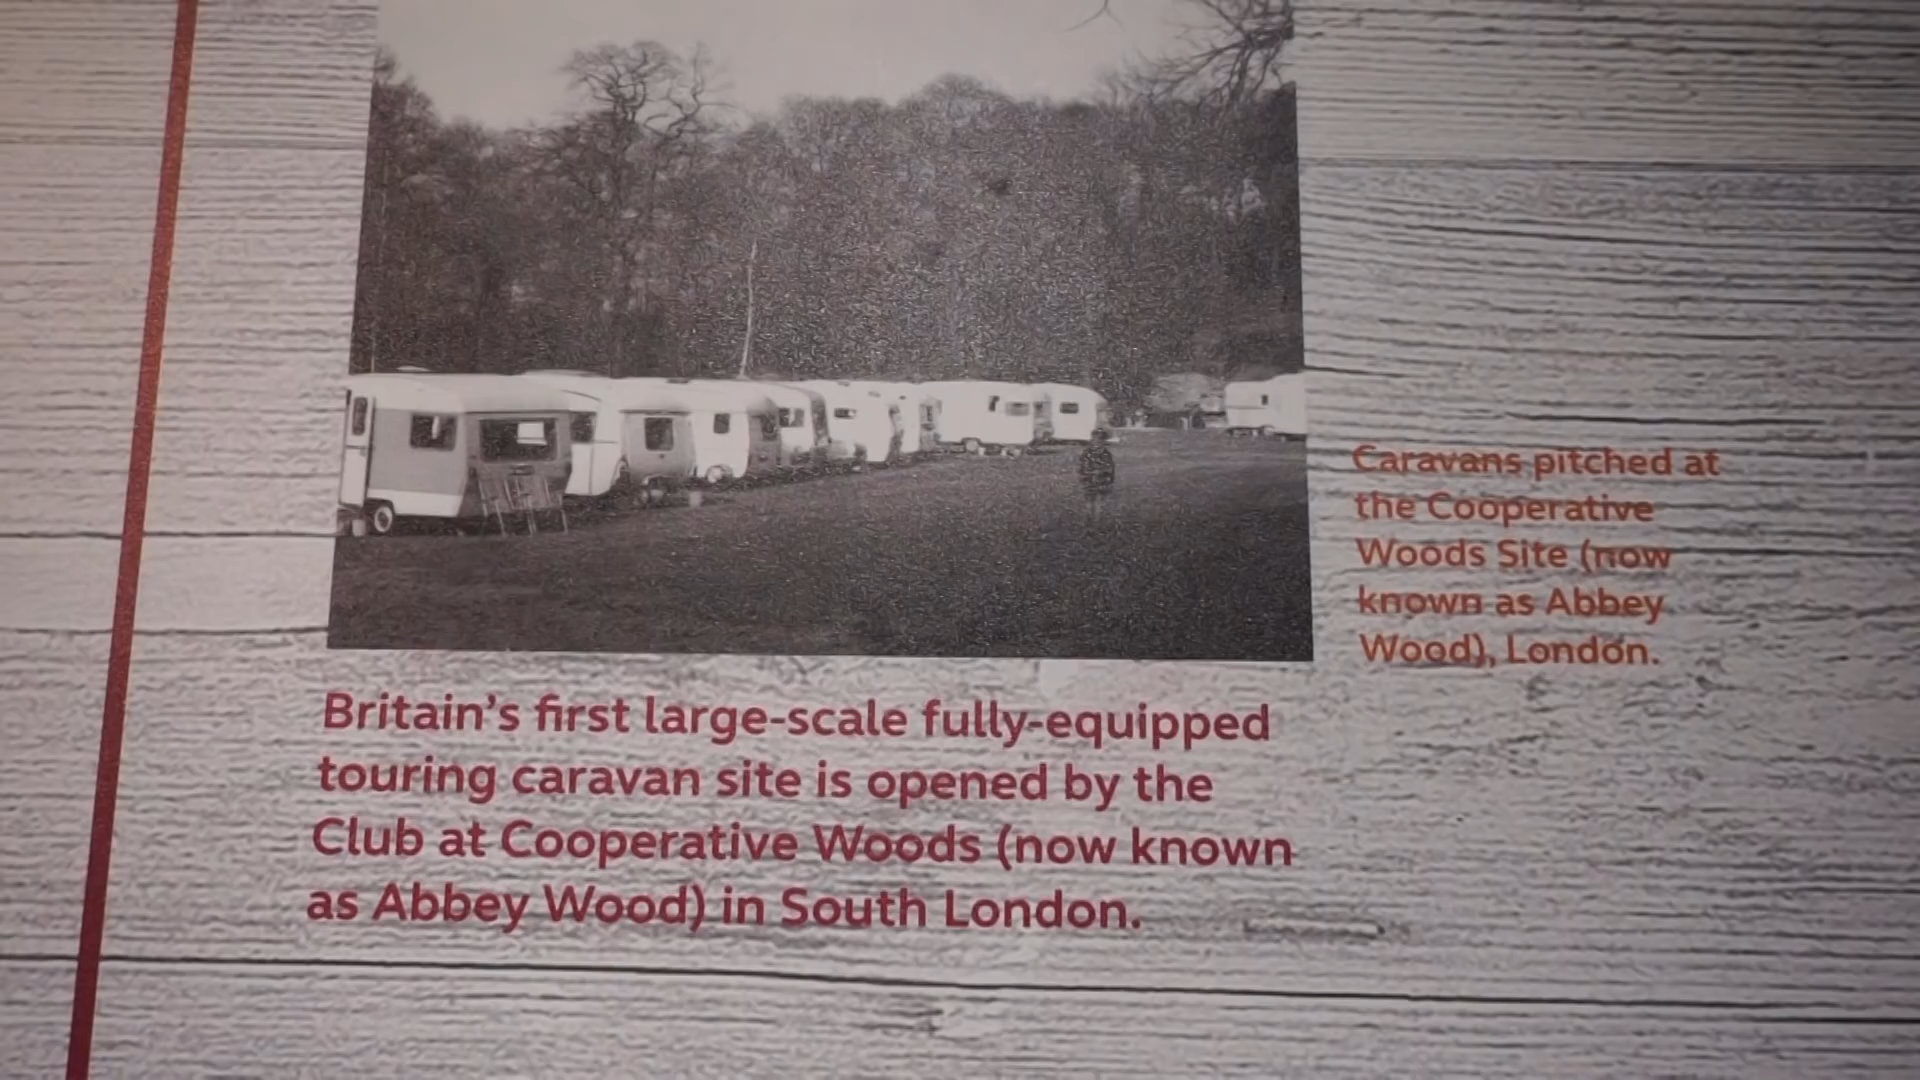 Caravans pitched at
the Cooperative
Woods Site (now
known as Abbey
Wood), London.
Britain's first large-scale fully-equipped
touring caravan site is opened by the
Club at Cooperative Woods (now known
as Abbey Wood) in South London.